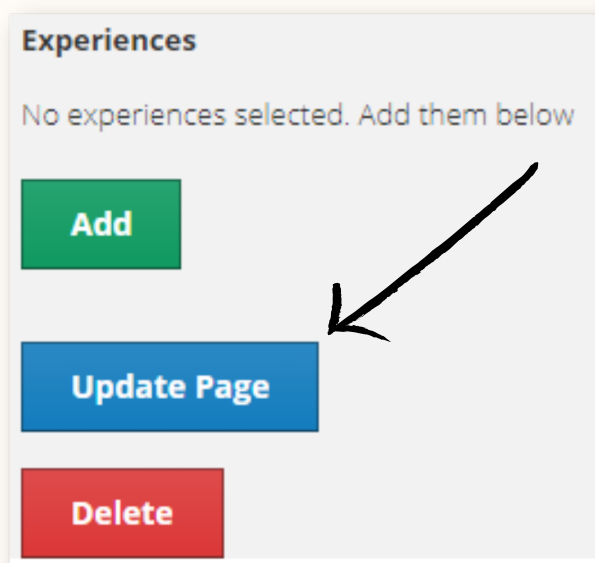 Experiences
No experiences selected. Add them below
Add
Update Page
Delete